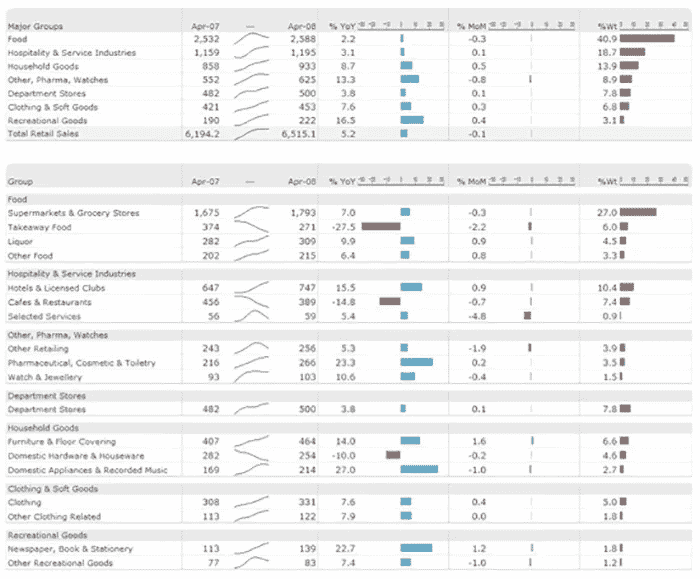 Major Groups Apr-07 — Apr-08 % YoY % MoM %Wt
Food 2,532 2,588 2.2 -0.3 40.9
Hospitality & Service Industries 1,159 1,195 3.1 0.1 18.7
Household Goods 858 933 8.7 0.5 13.9
Other, Pharma, Watches 552 625 13.3 -0.8 8.9
Department Stores 482 500 3.8 0.1 7.8
Clothing & Soft Goods 421 453 7.6 0.3 6.8
Recreational Goods 190 222 16.5 0.4 3.1
Total Retail Sales 6,194.2 6,515.1 5.2 -0.1
Group Apr-07 — Apr-08 % YoY % MoM %Wt
Food
Supermarkets & Grocery Stores 1,675 1,793 7.0 -0.3 27.0
Takeaway Food 374 271 -27.5 -2.2 6.0
Liquor 282 309 9.9 0.9 4.5
Other Food 202 215 6.4 0.8 3.3
Hospitality & Service Industries
Hotels & Licensed Clubs 647 747 15.5 0.9 10.4
Cafes & Restaurants 456 389 -14.8 -0.7 7.4
Selected Services 56 59 5.4 -4.8 0.9
Other, Pharma, Watches
Other Retailing 243 256 5.3 -1.9 3.9
Pharmaceutical, Cosmetic & Toiletry 216 266 23.3 0.2 3.5
Watch & Jewellery 93 103 10.6 -0.4 1.5
Department Stores
Department Stores 482 500 3.8 0.1 7.8
Household Goods
Furniture & Floor Covering 407 464 14.0 1.6 6.6
Domestic Hardware & Houseware 282 254 -10.0 -0.2 4.6
Domestic Appliances & Recorded Music 169 214 27.0 -1.0 2.7
Clothing & Soft Goods
Clothing 308 331 7.6 0.4 5.0
Other Clothing Related 113 122 7.9 0.0 1.8
Recreational Goods
Newspaper, Book & Stationery 113 139 22.7 1.2 1.8
Other Recreational Goods 77 83 7.4 -1.0 1.2